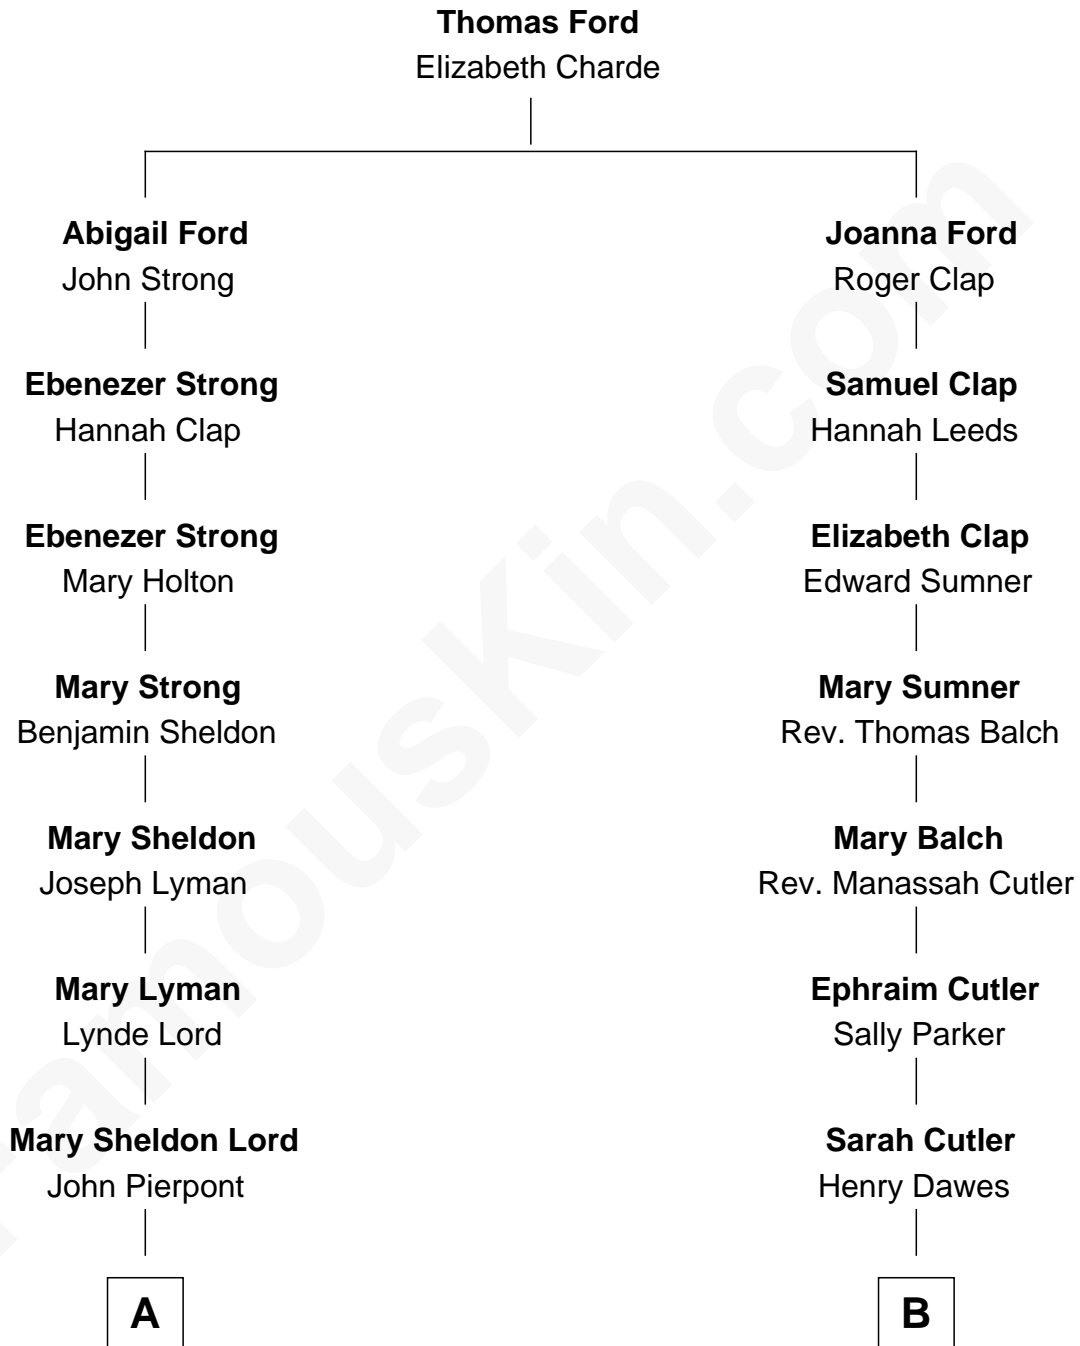 Thomas Ford
Elizabeth Charde
Abigail Ford
John Strong
Ebenezer Strong
Hannah Clap
Ebenezer Strong
Mary Holton
Mary Strong
Benjamin Sheldon
Mary Sheldon
Joseph Lyman
Mary Lyman
Lynde Lord
Mary Sheldon Lord
John Pierpont
A
Joanna Ford
Roger Clap
Samuel Clap
Hannah Leeds
Elizabeth Clap
Edward Sumner
Mary Sumner
Rev. Thomas Balch
Mary Balch
Rev. Manassah Cutler
Ephraim Cutler
Sally Parker
Sarah Cutler
Henry Dawes
B
FamousKin.com